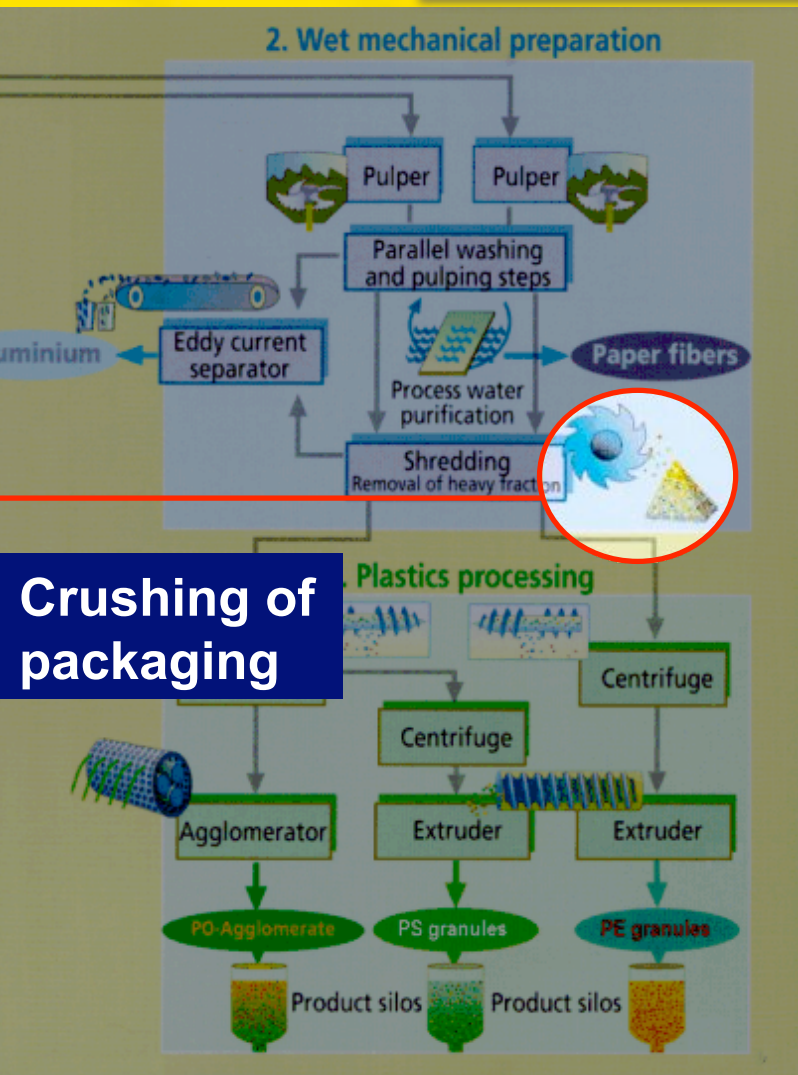 2. Wet mechanical preparation
Pulper
Pulper
Parallel washing
and pulping steps
Eddy current
separator
uminium
Process water
purification
Paper fibers
Shredding
Removal of heavy fraction
Plastics processing
Crushing of
packaging
Centrifuge
Centrifuge
Agglomerator
Extruder
Extruder
PO-Agglomerate
PS granules
PE granules
Product silos
Product silos